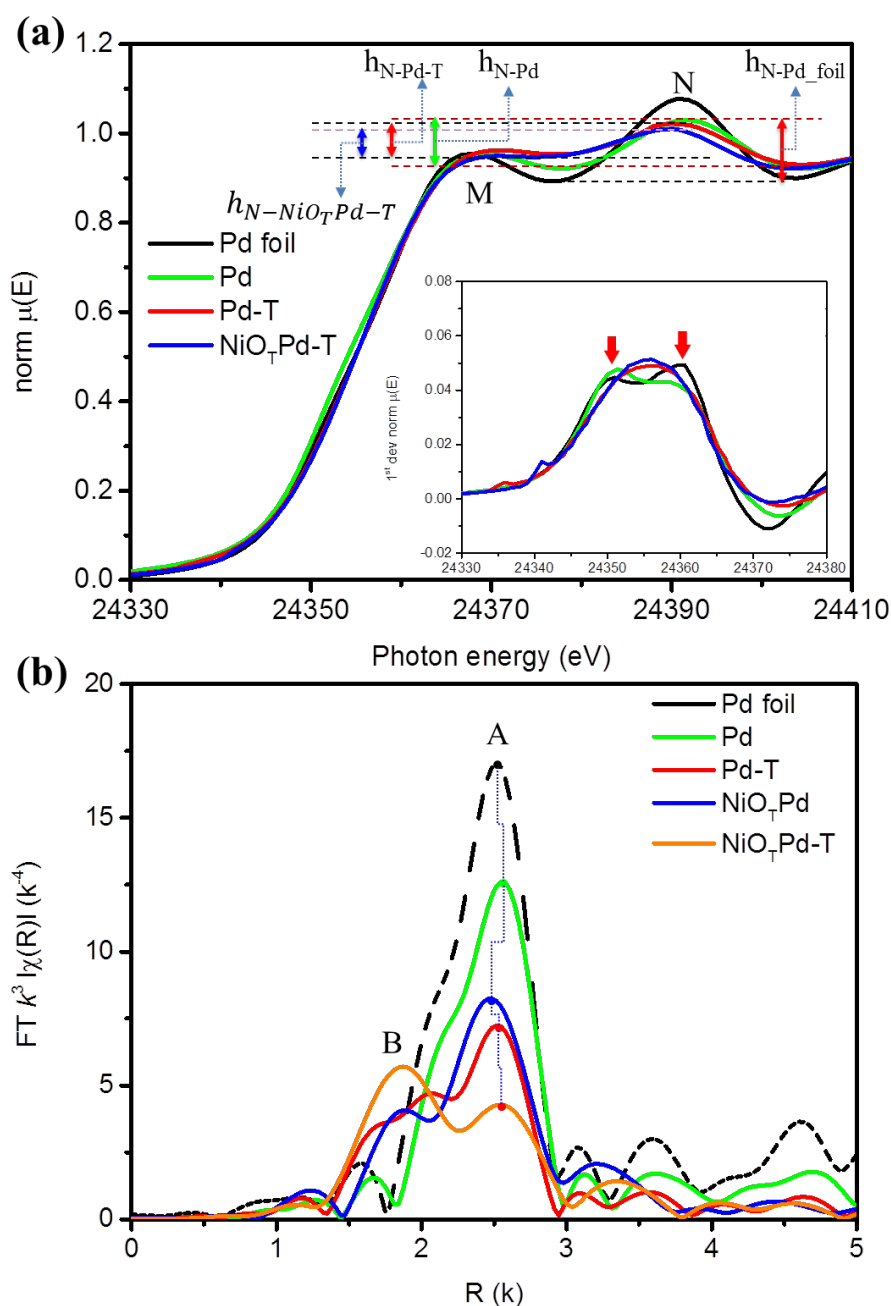 (a)
h_N-Pd-T h_N-Pd h_N-Pd_foil
N
M
h_N−NiO_TPd−T
Pd foil
Pd
Pd-T
NiO_TPd-T
norm μ(E)
1.2
1.0
0.8
0.6
0.4
0.2
0.0
24330 24350 24370 24390 24410
Photon energy (eV)
1st dev norm μ(E)
0.08
0.06
0.04
0.02
0.00
-0.02
24330 24340 24350 24360 24370 24380
(b)
A
B
Pd foil
Pd
Pd-T
NiO_TPd
NiO_TPd-T
FT k³ |χ(R)| (k⁻⁴)
20
15
10
5
0
0 1 2 3 4 5
R (k)